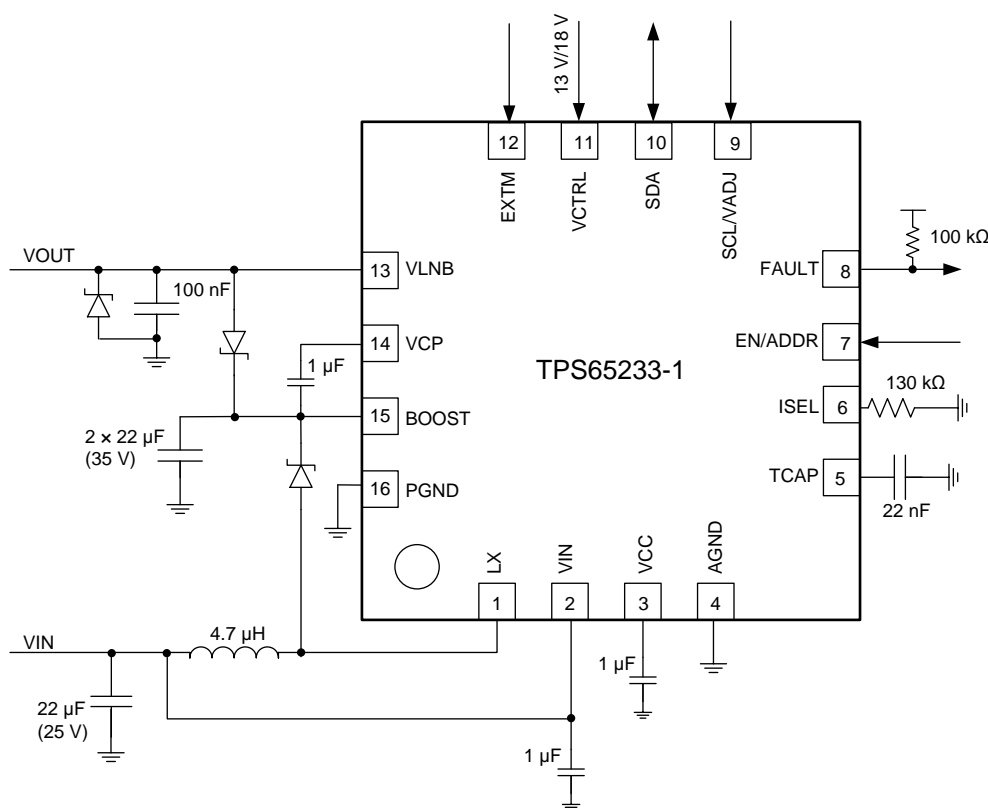 13 V/18 V
12
11
10
9
EXTM
VCTRL
SDA
SCL/VADJ
VOUT
100 nF
13
VLNB
14
VCP
1 µF
15
BOOST
2 × 22 µF
(35 V)
16
PGND
TPS65233-1
100 kΩ
FAULT
8
EN/ADDR
7
130 kΩ
ISEL
6
TCAP
5
22 nF
LX
VIN
VCC
AGND
1
2
3
4
VIN
4.7 µH
22 µF
(25 V)
1 µF
1 µF